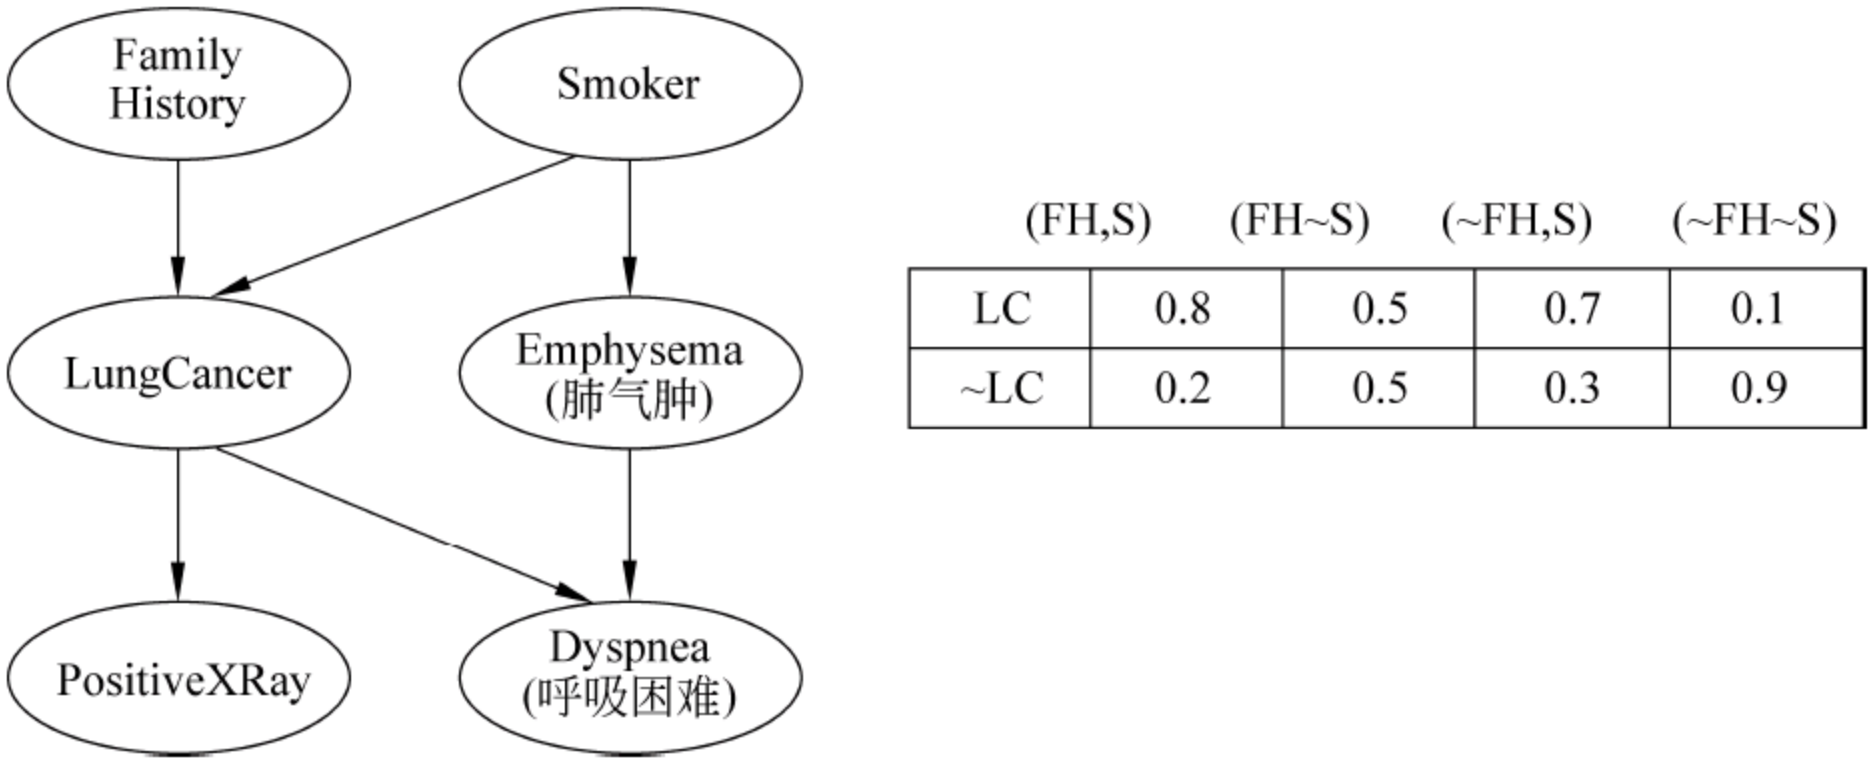 Family
History
Smoker
LungCancer
Emphysema
(肺气肿)
PositiveXRay
Dyspnea
(呼吸困难)
(FH,S) (FH~S) (~FH,S) (~FH~S)
LC 0.8 0.5 0.7 0.1
~LC 0.2 0.5 0.3 0.9